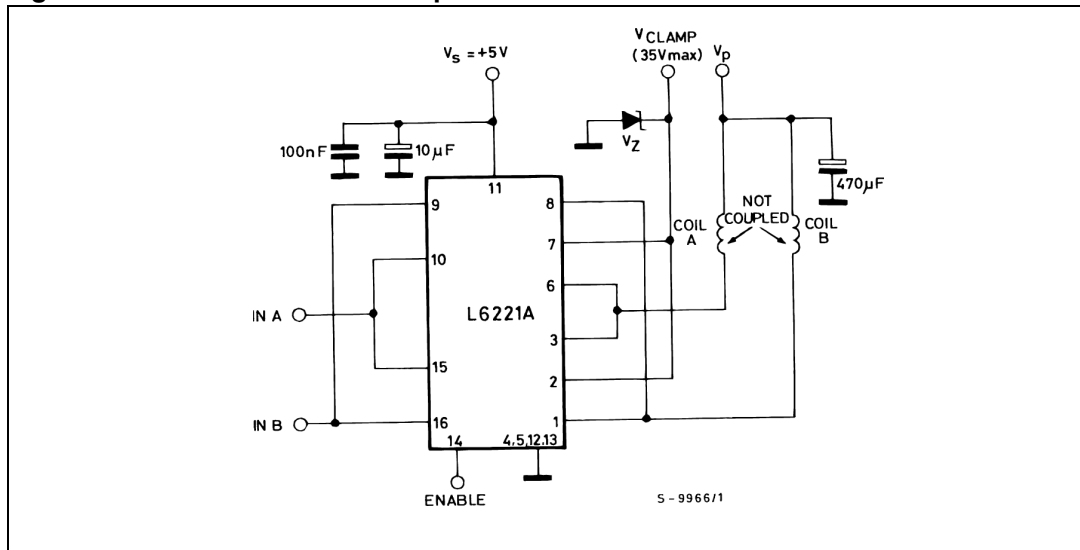 V_S = +5V
V_CLAMP
(35Vmax)
V_p
100nF
10µF
V_Z
470µF
11
9
8
NOT
COUPLED
COIL
A
COIL
B
7
10
6
L6221A
IN A
3
15
2
IN B
16
1
14
4,5,12,13
ENABLE
S-9966/1